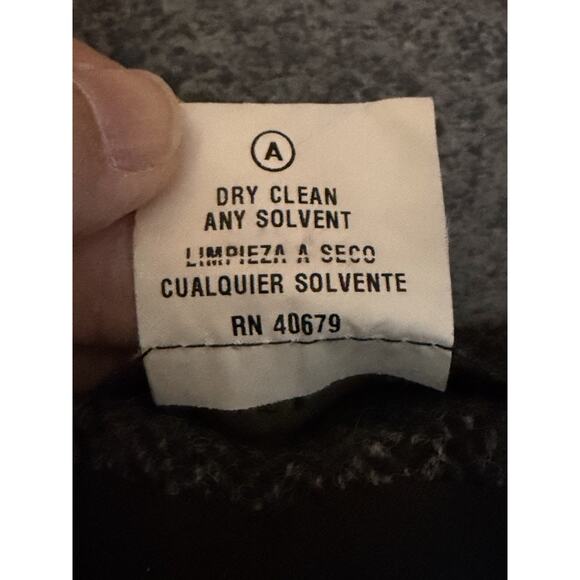 A
DRY CLEAN
ANY SOLVENT
LIMPIEZA A SECO
CUALQUIER SOLVENTE
RN 40679